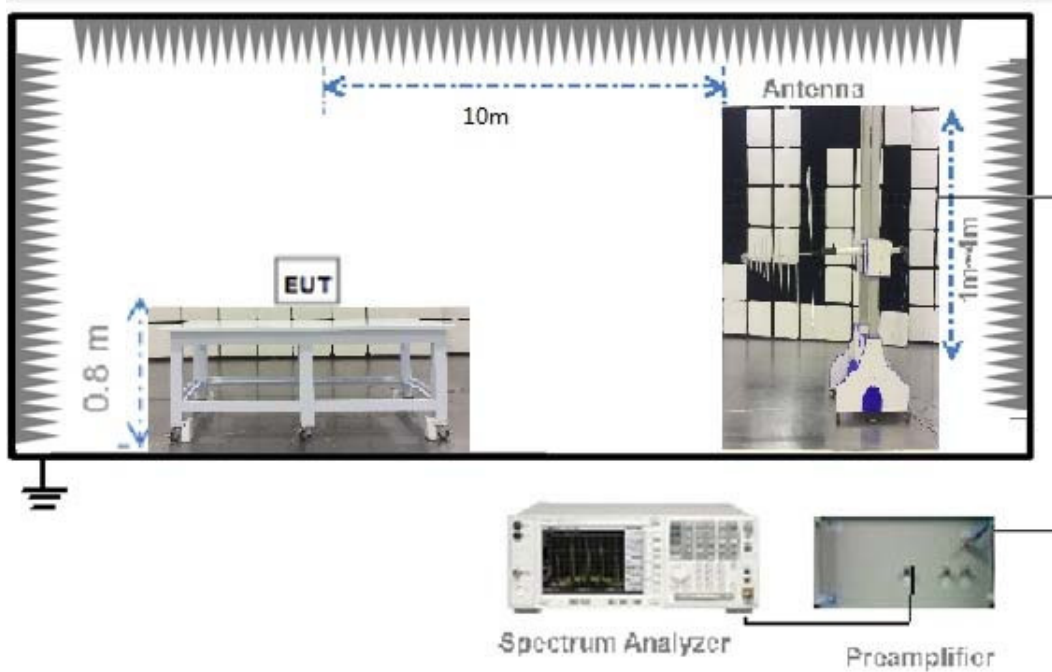 Antenna
10m
1m~4m
EUT
0.8 m
Spectrum Analyzer
Preamplifier